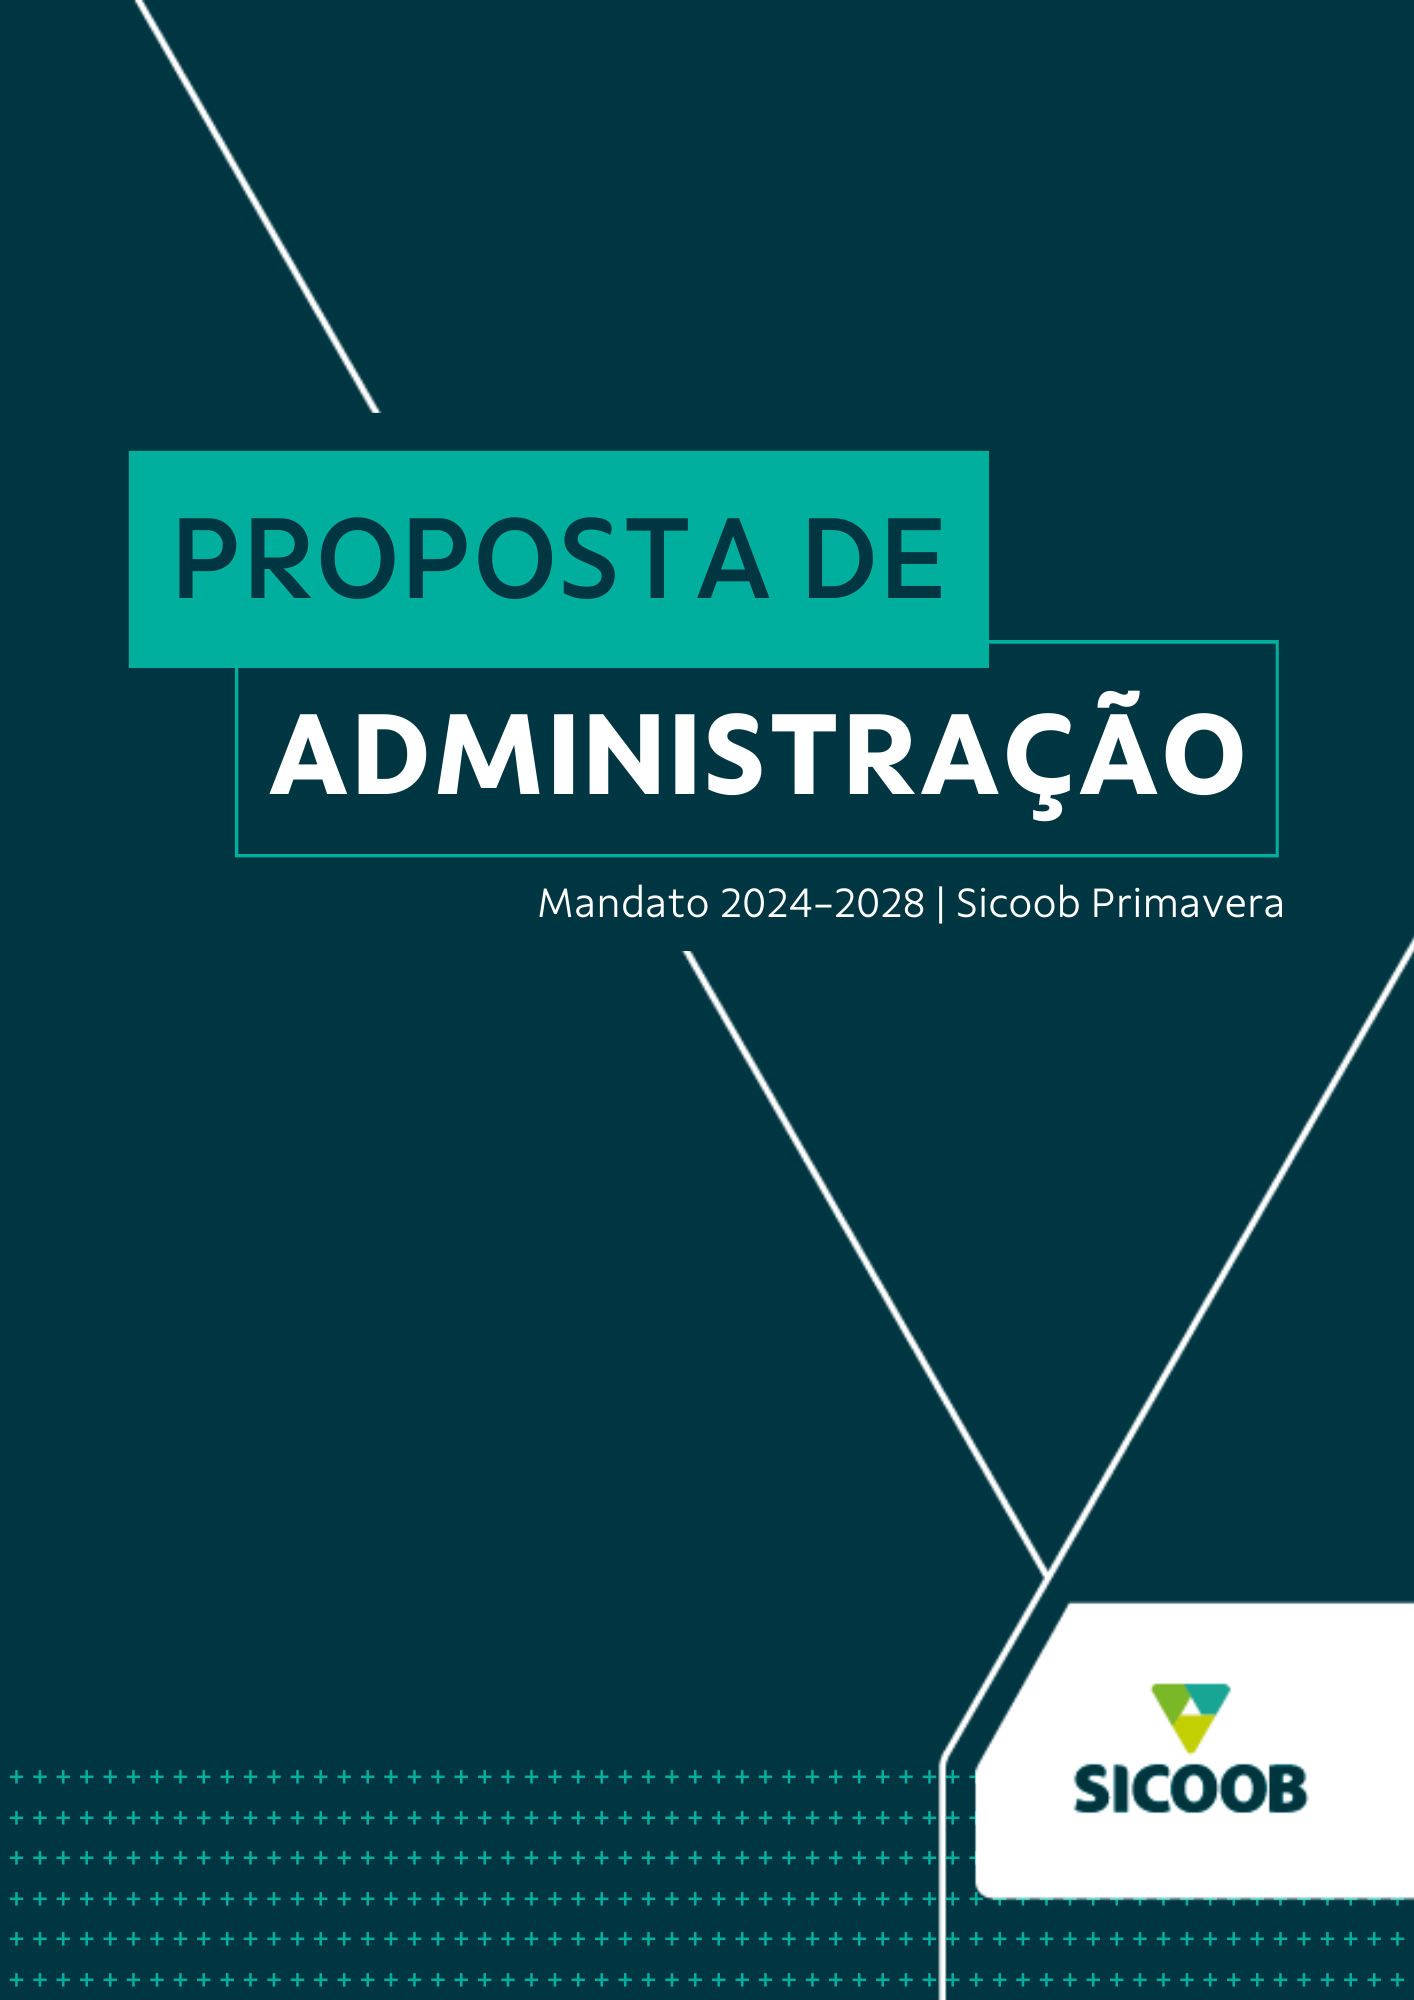 PROPOSTA DE
ADMINISTRAÇÃO
Mandato 2024-2028 | Sicoob Primavera
SICOOB